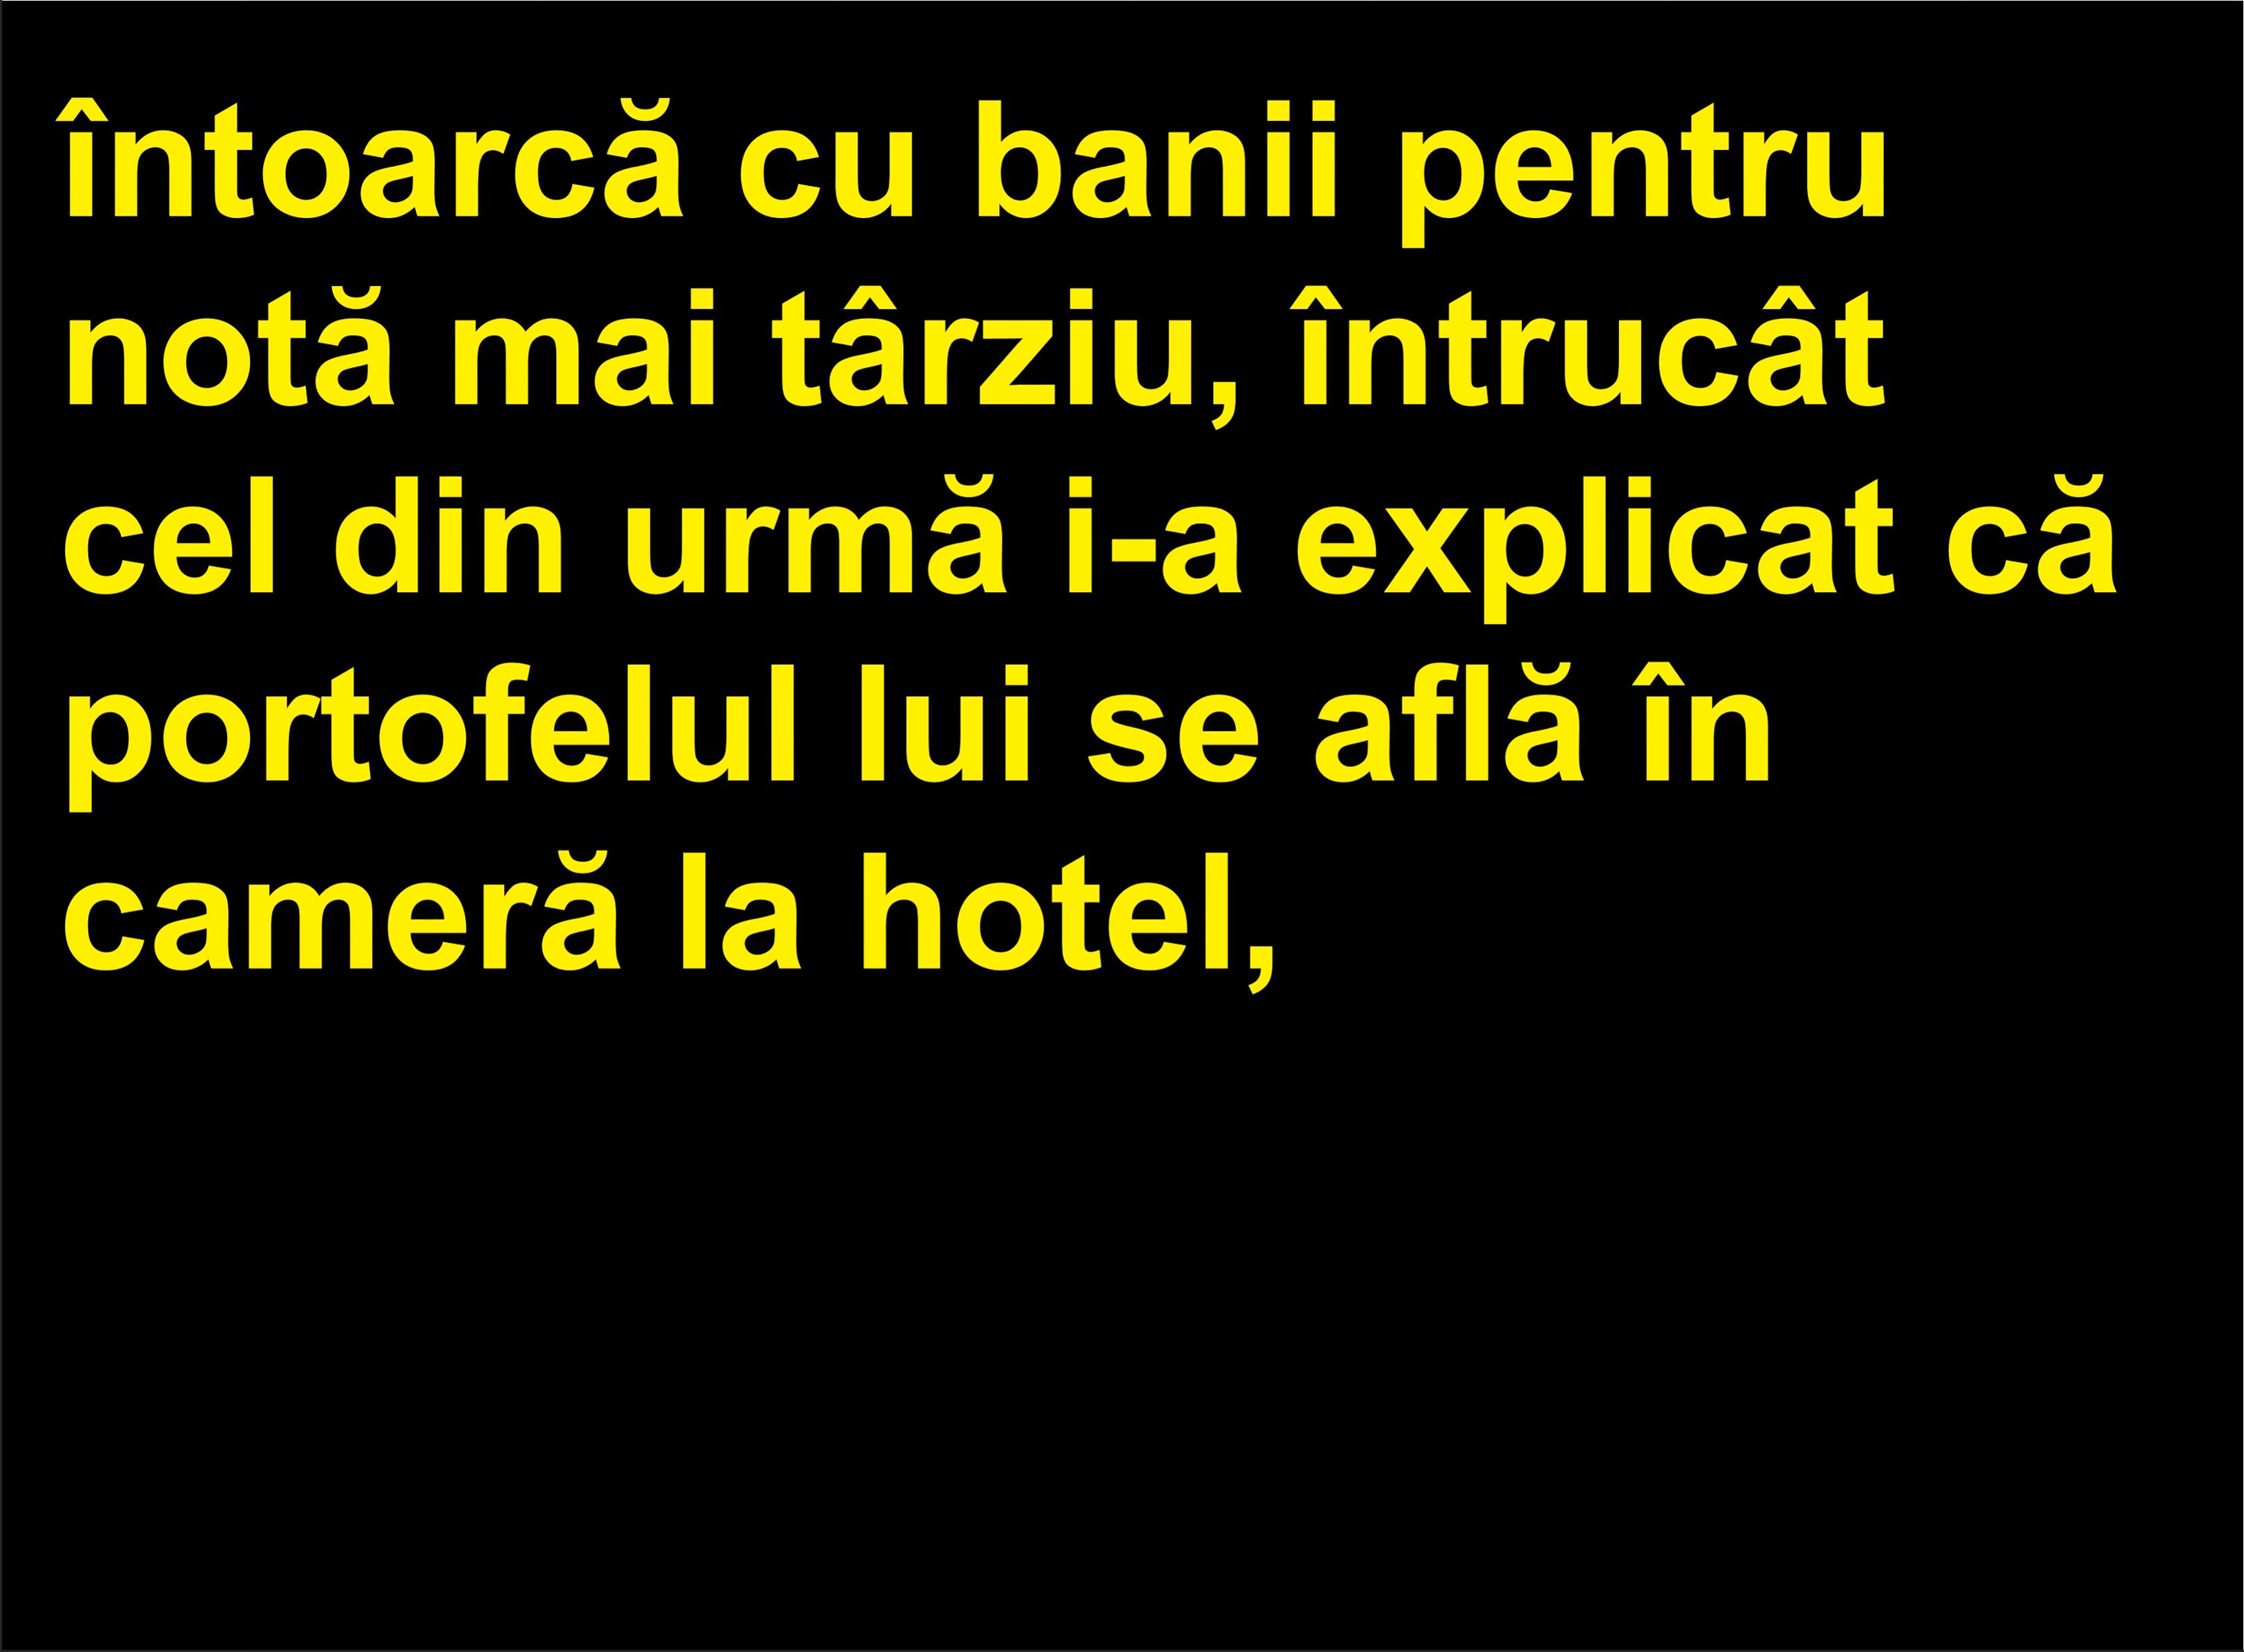 întoarcă cu banii pentru
notă mai târziu, întrucât
cel din urmă i-a explicat că
portofelul lui se află în
cameră la hotel,